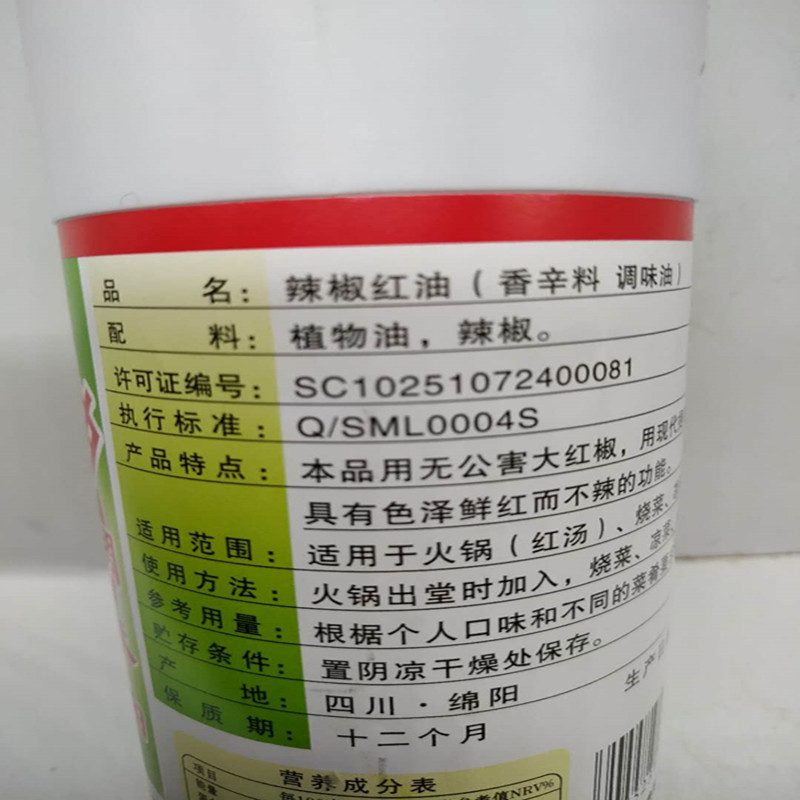 品 名：辣椒红油（香辛料 调味油）
配 料：植物油，辣椒。
许可证编号：SC10251072400081
执行标准：Q/SML0004S
产品特点：本品用无公害大红椒，用现代
具有色泽鲜红而不辣的功能。
适用范围：适用于火锅（红汤）、烧菜、
使用方法：火锅出堂时加入，烧菜、凉菜、
参考用量：根椐个人口味和不同的菜肴
贮存条件：置阴凉干燥处保存。
产 地：四川·绵阳
生产
保质期：十二个月
营养成分表
项目
NRV%
能量